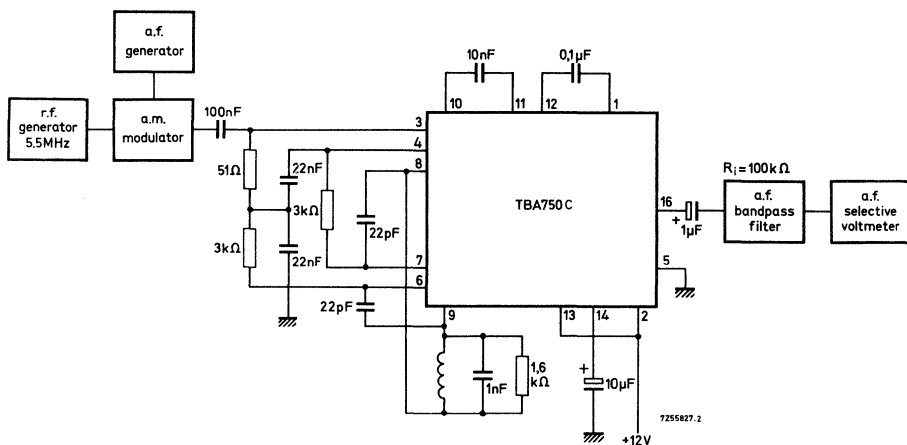 a.f.
generator
r.f.
generator
5.5MHz
a.m.
modulator
100nF
51Ω
3kΩ
22nF
22nF
3kΩ
22pF
22pF
10nF
0,1µF
10
11
12
1
3
4
8
7
6
TBA750C
16
5
9
13
14
2
+
1µF
Ri=100kΩ
a.f.
bandpass
filter
a.f.
selective
voltmeter
1nF
1,6
kΩ
+
10µF
7Z55827.2
+12V